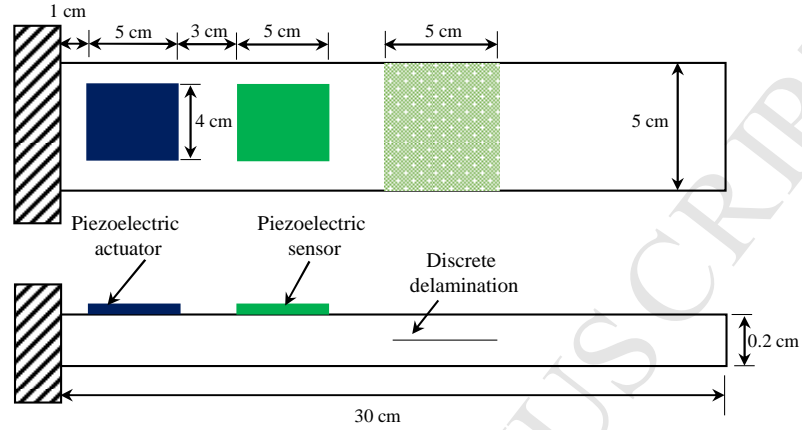 1 cm
5 cm
3 cm
5 cm
5 cm
4 cm
5 cm
Piezoelectric
actuator
Piezoelectric
sensor
Discrete
delamination
0.2 cm
30 cm